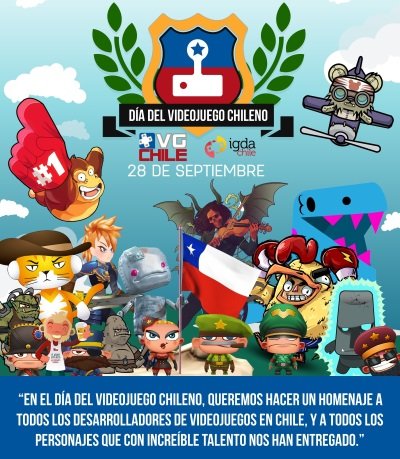 DÍA DEL VIDEOJUEGO CHILENO
VG
CHILE
igda
chile
28 DE SEPTIEMBRE
#1
"EN EL DÍA DEL VIDEOJUEGO CHILENO, QUEREMOS HACER UN HOMENAJE A
TODOS LOS DESARROLLADORES DE VIDEOJUEGOS EN CHILE, Y A TODOS LOS
PERSONAJES QUE CON INCREÍBLE TALENTO NOS HAN ENTREGADO."